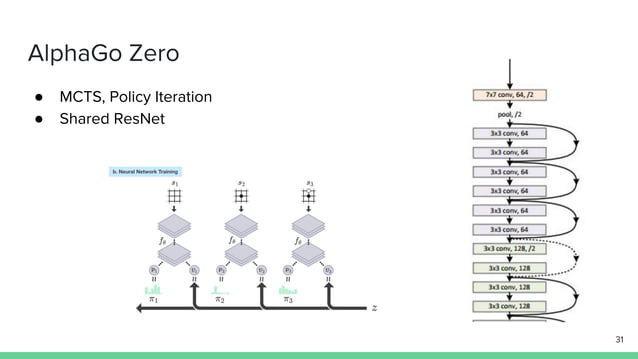 AlphaGo Zero
● MCTS, Policy Iteration
● Shared ResNet
b. Neural Network Training
s₁ s₂ s₃
f_θ f_θ f_θ
p₁ v₁ p₂ v₂ p₃ v₃
π₁ π₂ π₃
z
7x7 conv, 64, /2
pool, /2
3x3 conv, 64
3x3 conv, 64
3x3 conv, 64
3x3 conv, 64
3x3 conv, 64
3x3 conv, 64
3x3 conv, 128, /2
3x3 conv, 128
3x3 conv, 128
3x3 conv, 128
31